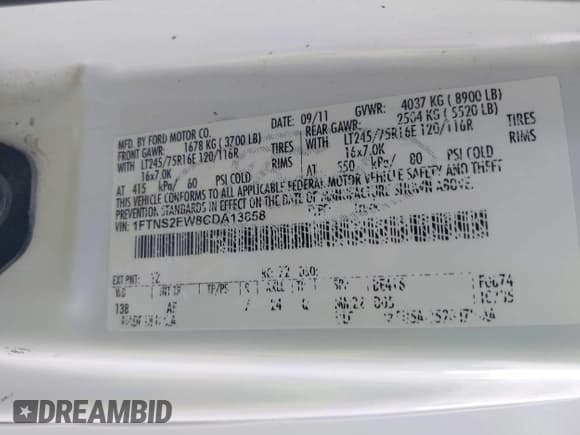 MFD. BY FORD MOTOR CO.
DATE: 09/11 GVWR: 4037 KG ( 8900 LB)
FRONT GAWR: 1678 KG ( 3700 LB)
REAR GAWR: 2504 KG ( 5520 LB)
WITH LT245/75R16E 120/116R TIRES
WITH LT245/75R16E 120/116R TIRES
16x7.0K RIMS
16x7.0K RIMS
AT 415 kPa/ 60 PSI COLD
AT 550 kPa/ 80 PSI COLD
THIS VEHICLE CONFORMS TO ALL APPLICABLE FEDERAL MOTOR VEHICLE SAFETY AND THEFT
PREVENTION STANDARDS IN EFFECT ON THE DATE OF MANUFACTURE SHOWN ABOVE.
VIN: 1FTNS2EW8CDA13658
TYPE:
EXT PNT:
WB
138
DREAMBID